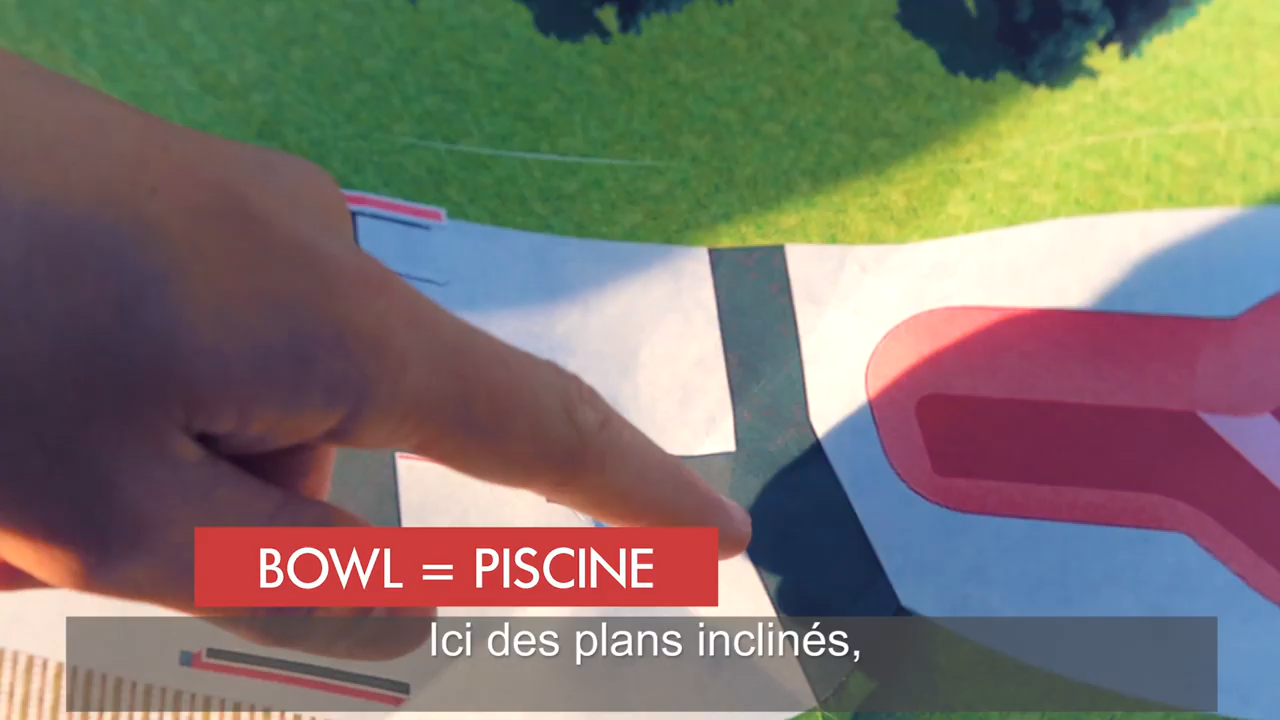 BOWL = PISCINE
Ici des plans inclinés,